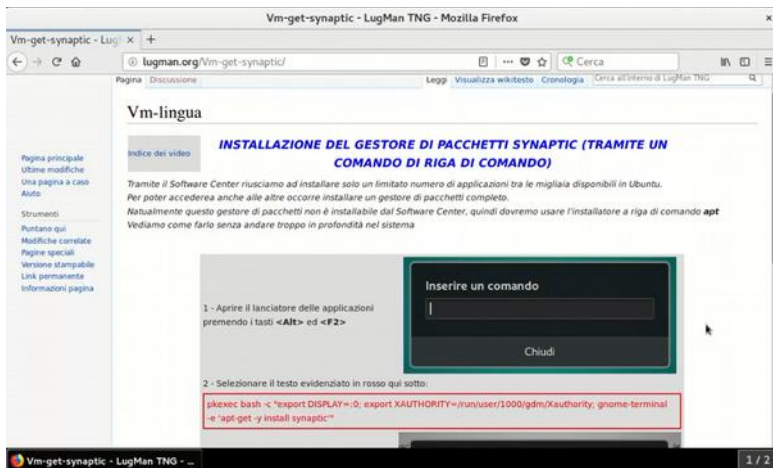 Vm-get-synaptic - LugMan TNG - Mozilla Firefox
Vm-get-synaptic - Lug
lugman.org/Vm-get-synaptic/
Cerca
Pagina Discussione
Leggi Visualizza wikitesto Cronologia Cerca all'interno di LugMan TNG
Vm-lingua
Pagina principale
Ultime modifiche
Una pagina a caso
Aiuto
Strumenti
Puntano qui
Modifiche correlate
Pagine speciali
Versione stampabile
Link permanente
Informazioni pagina
Indice dei video
INSTALLAZIONE DEL GESTORE DI PACCHETTI SYNAPTIC (TRAMITE UN
COMANDO DI RIGA DI COMANDO)
Tramite il Software Center riusciamo ad installare solo un limitato numero di applicazioni tra le migliaia disponibili in Ubuntu.
Per poter accederea anche alle altre occorre installare un gestore di pacchetti completo.
Natualmente questo gestore di pacchetti non è installabile dal Software Center, quindi dovremo usare l'installatore a riga di comando apt
Vediamo come farlo senza andare troppo in profondità nel sistema
1 - Aprire il lanciatore delle applicazioni
premendo i tasti <Alt> ed <F2>
Inserire un comando
Chiudi
2 - Selezionare il testo evidenziato in rosso qui sotto:
pkexec bash -c "export DISPLAY=:0; export XAUTHORITY=/run/user/1000/gdm/Xauthority; gnome-terminal
-e 'apt-get -y install synaptic'"
Vm-get-synaptic - LugMan TNG - ...
1 / 2